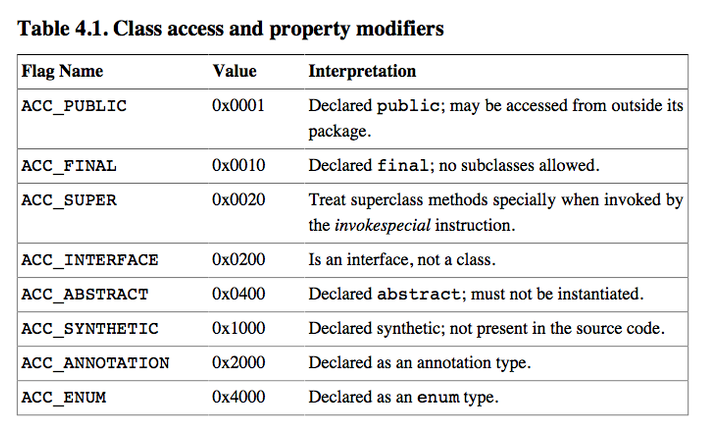 Table 4.1. Class access and property modifiers
Flag Name Value Interpretation
ACC_PUBLIC 0x0001 Declared public; may be accessed from outside its
package.
ACC_FINAL 0x0010 Declared final; no subclasses allowed.
ACC_SUPER 0x0020 Treat superclass methods specially when invoked by
the invokespecial instruction.
ACC_INTERFACE 0x0200 Is an interface, not a class.
ACC_ABSTRACT 0x0400 Declared abstract; must not be instantiated.
ACC_SYNTHETIC 0x1000 Declared synthetic; not present in the source code.
ACC_ANNOTATION 0x2000 Declared as an annotation type.
ACC_ENUM 0x4000 Declared as an enum type.